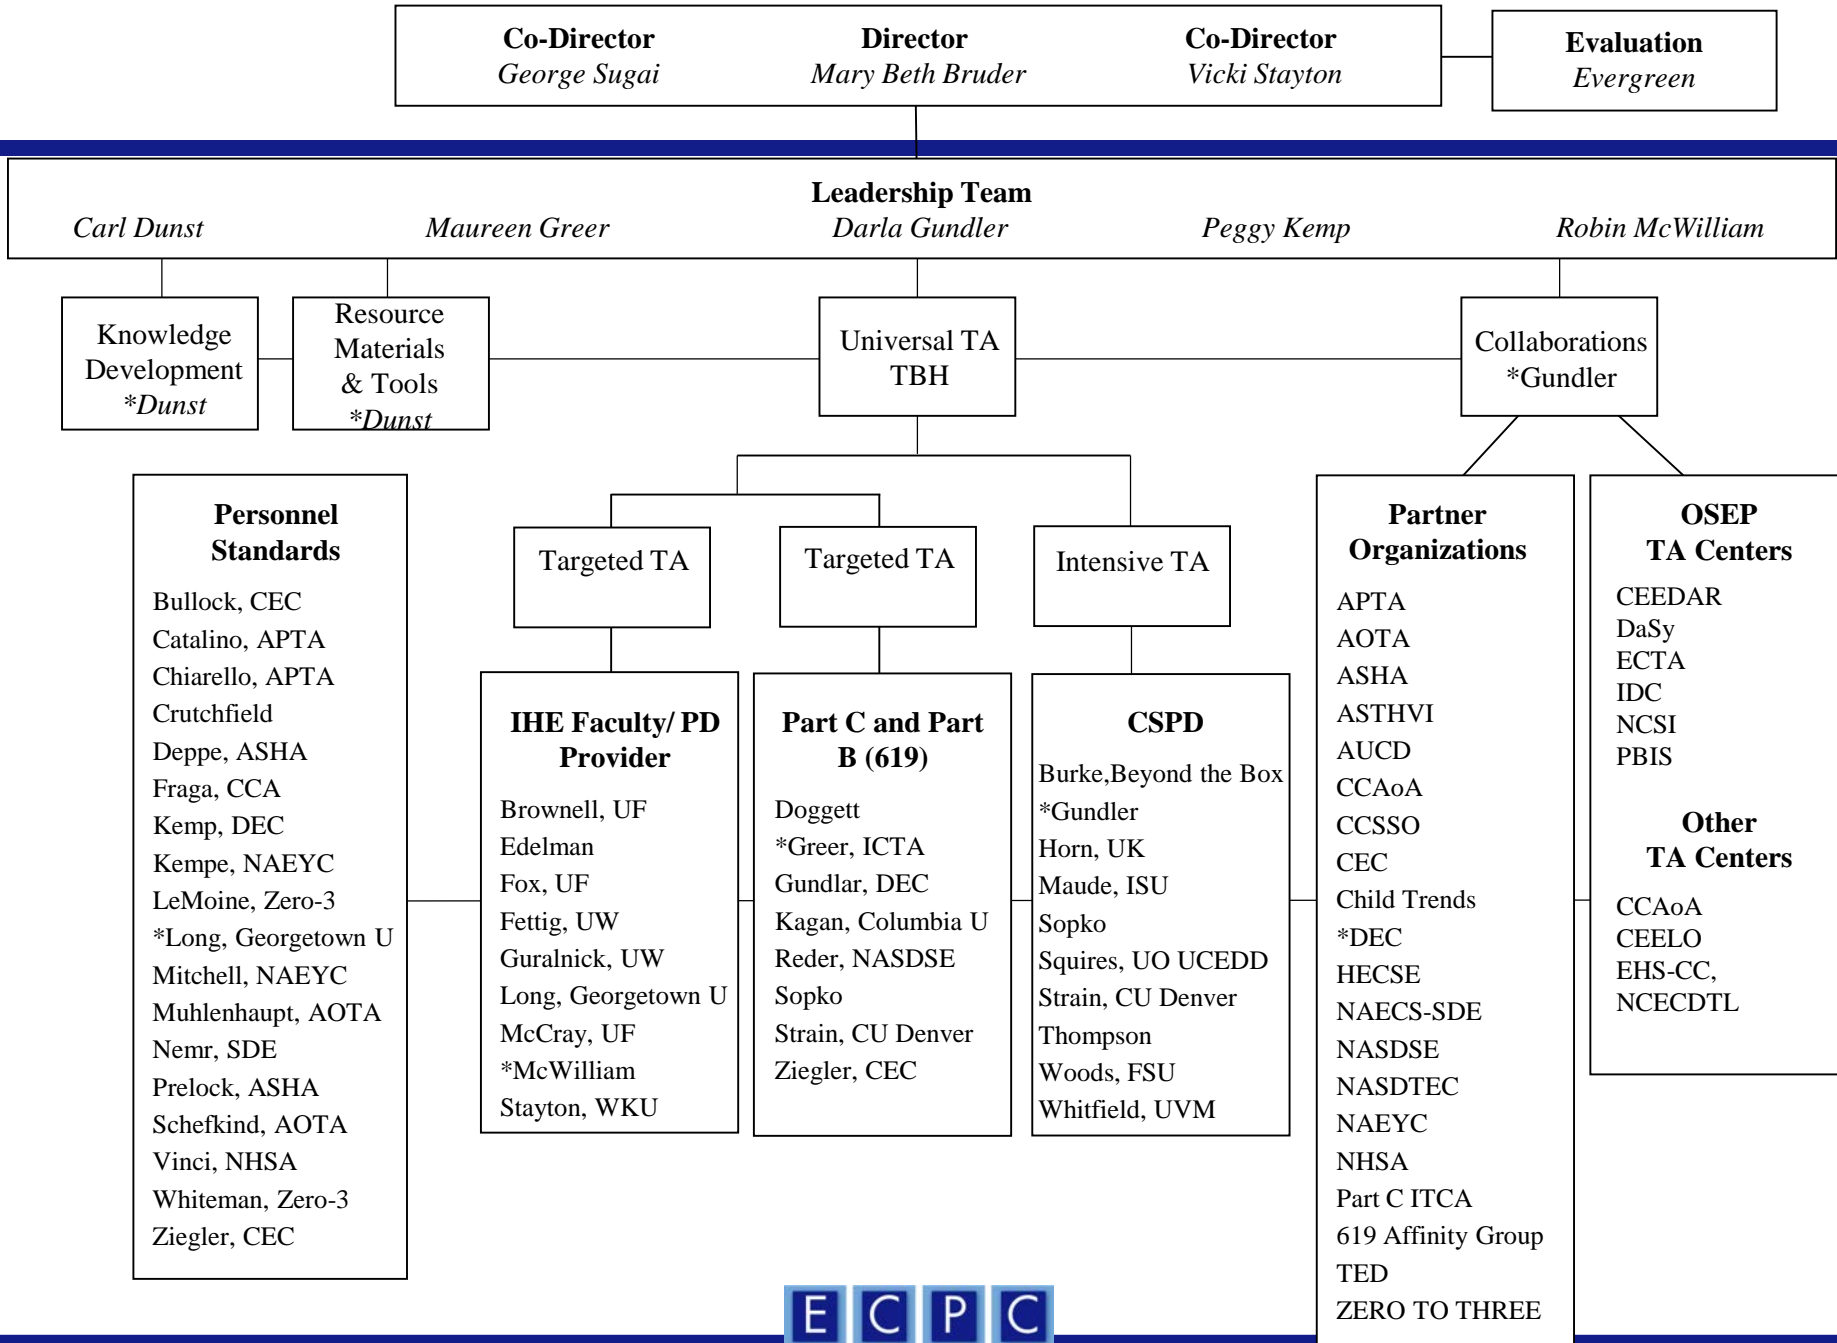 Co-Director
George Sugai
Director
Mary Beth Bruder
Co-Director
Vicki Stayton
Evaluation
Evergreen
Leadership Team
Carl Dunst
Maureen Greer
Darla Gundler
Peggy Kemp
Robin McWilliam
Knowledge
Development
*Dunst
Resource
Materials
& Tools
*Dunst
Universal TA
TBH
Collaborations
*Gundler
Personnel
Standards
Bullock, CEC
Catalino, APTA
Chiarello, APTA
Crutchfield
Deppe, ASHA
Fraga, CCA
Kemp, DEC
Kempe, NAEYC
LeMoine, Zero-3
*Long, Georgetown U
Mitchell, NAEYC
Muhlenhaupt, AOTA
Nemr, SDE
Prelock, ASHA
Schefkind, AOTA
Vinci, NHSA
Whiteman, Zero-3
Ziegler, CEC
Targeted TA
Targeted TA
Intensive TA
IHE Faculty/ PD
Provider
Brownell, UF
Edelman
Fox, UF
Fettig, UW
Guralnick, UW
Long, Georgetown U
McCray, UF
*McWilliam
Stayton, WKU
Part C and Part
B (619)
Doggett
*Greer, ICTA
Gundlar, DEC
Kagan, Columbia U
Reder, NASDSE
Sopko
Strain, CU Denver
Ziegler, CEC
CSPD
Burke,Beyond the Box
*Gundler
Horn, UK
Maude, ISU
Sopko
Squires, UO UCEDD
Strain, CU Denver
Thompson
Woods, FSU
Whitfield, UVM
Partner
Organizations
APTA
AOTA
ASHA
ASTHVI
AUCD
CCAoA
CCSSO
CEC
Child Trends
*DEC
HECSE
NAECS-SDE
NASDSE
NASDTEC
NAEYC
NHSA
Part C ITCA
619 Affinity Group
TED
ZERO TO THREE
OSEP
TA Centers
CEEDAR
DaSy
ECTA
IDC
NCSI
PBIS
Other
TA Centers
CCAoA
CEELO
EHS-CC,
NCECDTL
E C P C